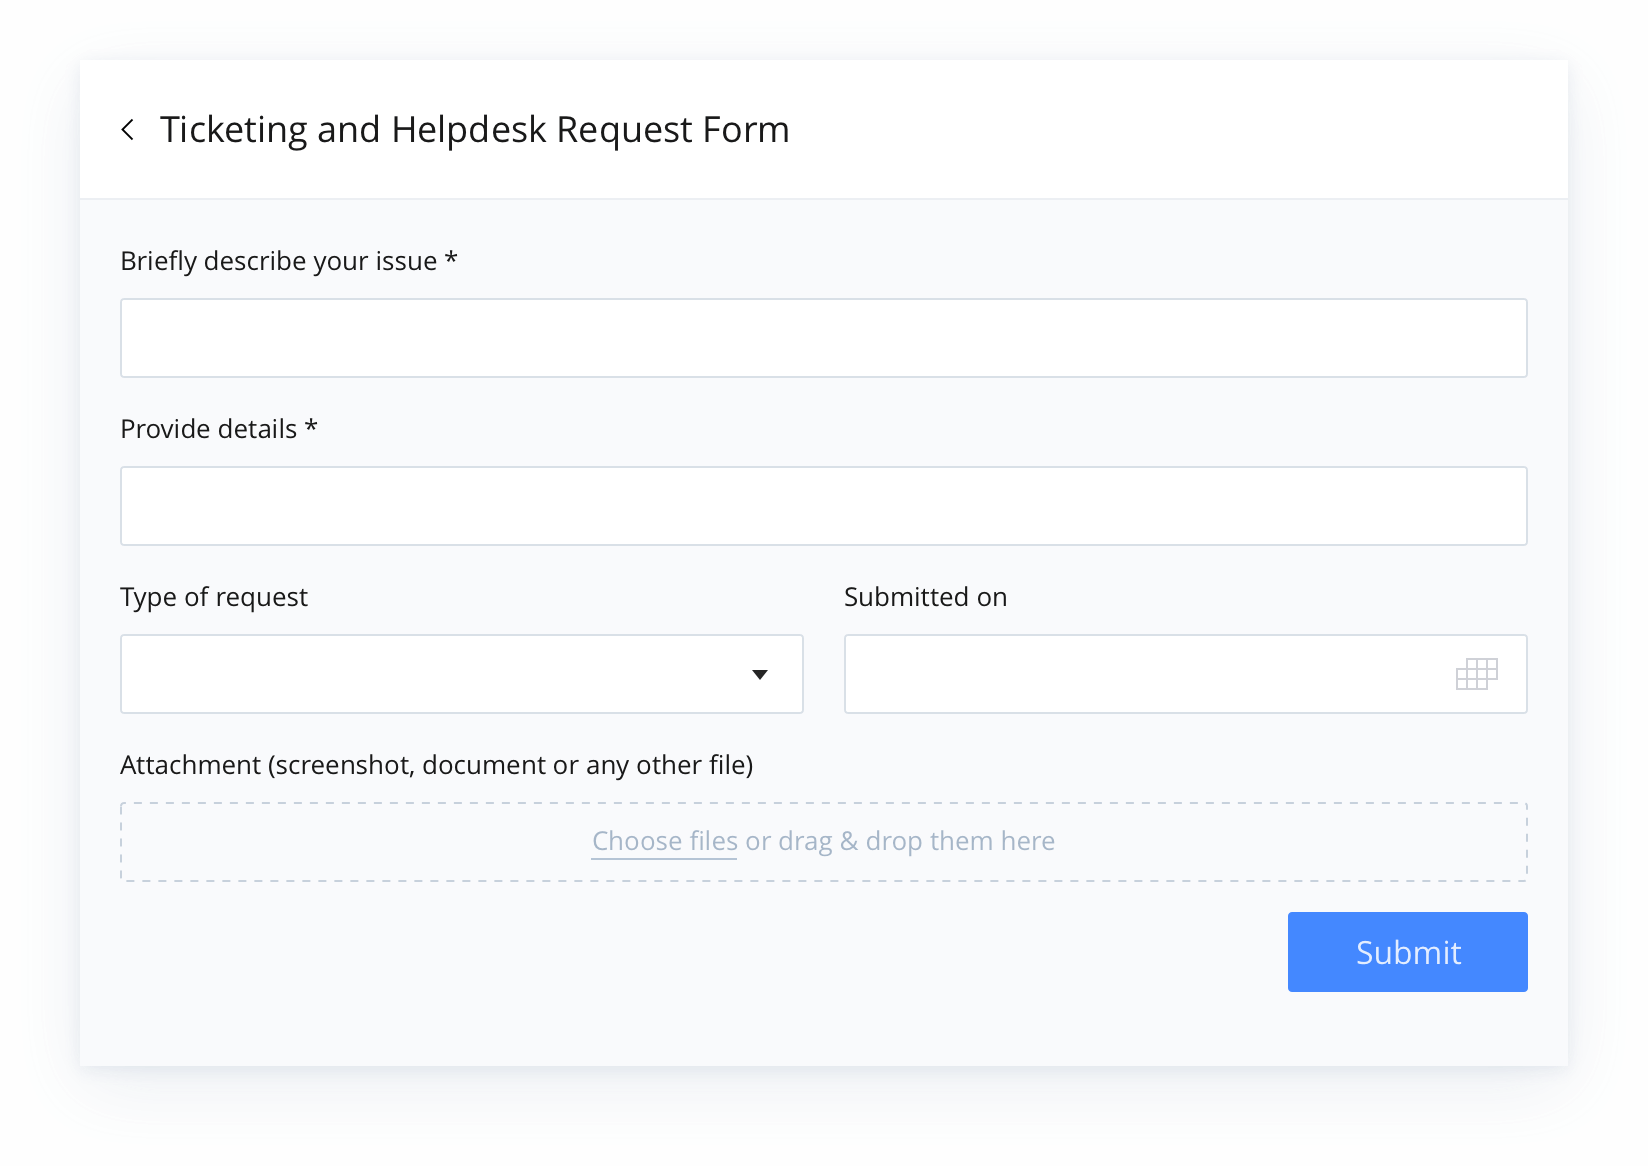 Ticketing and Helpdesk Request Form
Briefly describe your issue *
Provide details *
Type of request
Submitted on
Attachment (screenshot, document or any other file)
Choose files or drag & drop them here
Submit